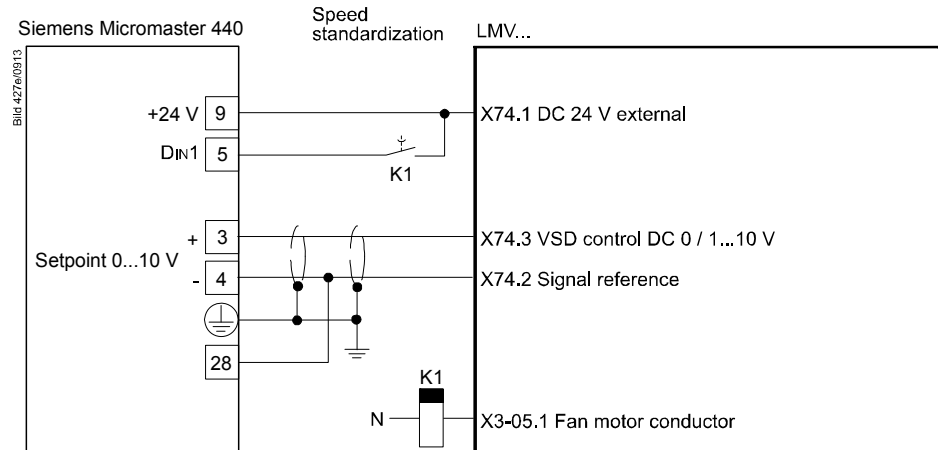 Speed
standardization
Siemens Micromaster 440
LMV...
Bild 427e/0913
+24 V 9
X74.1 DC 24 V external
DIN1 5
K1
+ 3
X74.3 VSD control DC 0 / 1...10 V
Setpoint 0...10 V
- 4
X74.2 Signal reference
28
K1
N
X3-05.1 Fan motor conductor